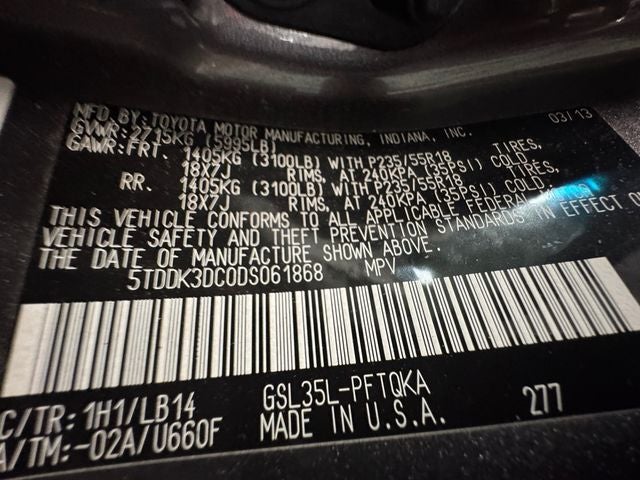 MFD. BY: TOYOTA MOTOR MANUFACTURING, INDIANA, INC. 03/13
GVWR: 2715KG (5995LB)
GAWR: FRT. 1405KG (3100LB) WITH P235/55R18 TIRES,
18X7J RIMS, AT 240KPA (35PSI) COLD.
RR. 1405KG (3100LB) WITH P235/55R18 TIRES,
18X7J RIMS, AT 240KPA (35PSI) COLD.
THIS VEHICLE CONFORMS TO ALL APPLICABLE FEDERAL MOTOR
VEHICLE SAFETY AND THEFT PREVENTION STANDARDS IN EFFECT ON
THE DATE OF MANUFACTURE SHOWN ABOVE.
5TDDK3DC0DS061868 MPV
C/TR: 1H1/LB14 GSL35L-PFTQKA 277
A/TM: -02A/U660F MADE IN U.S.A.